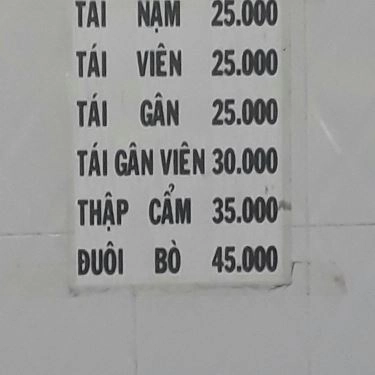 TÁI NẠM 25.000
TÁI VIÊN 25.000
TÁI GÂN 25.000
TÁI GÂN VIÊN 30.000
THẬP CẨM 35.000
ĐUÔI BÒ 45.000